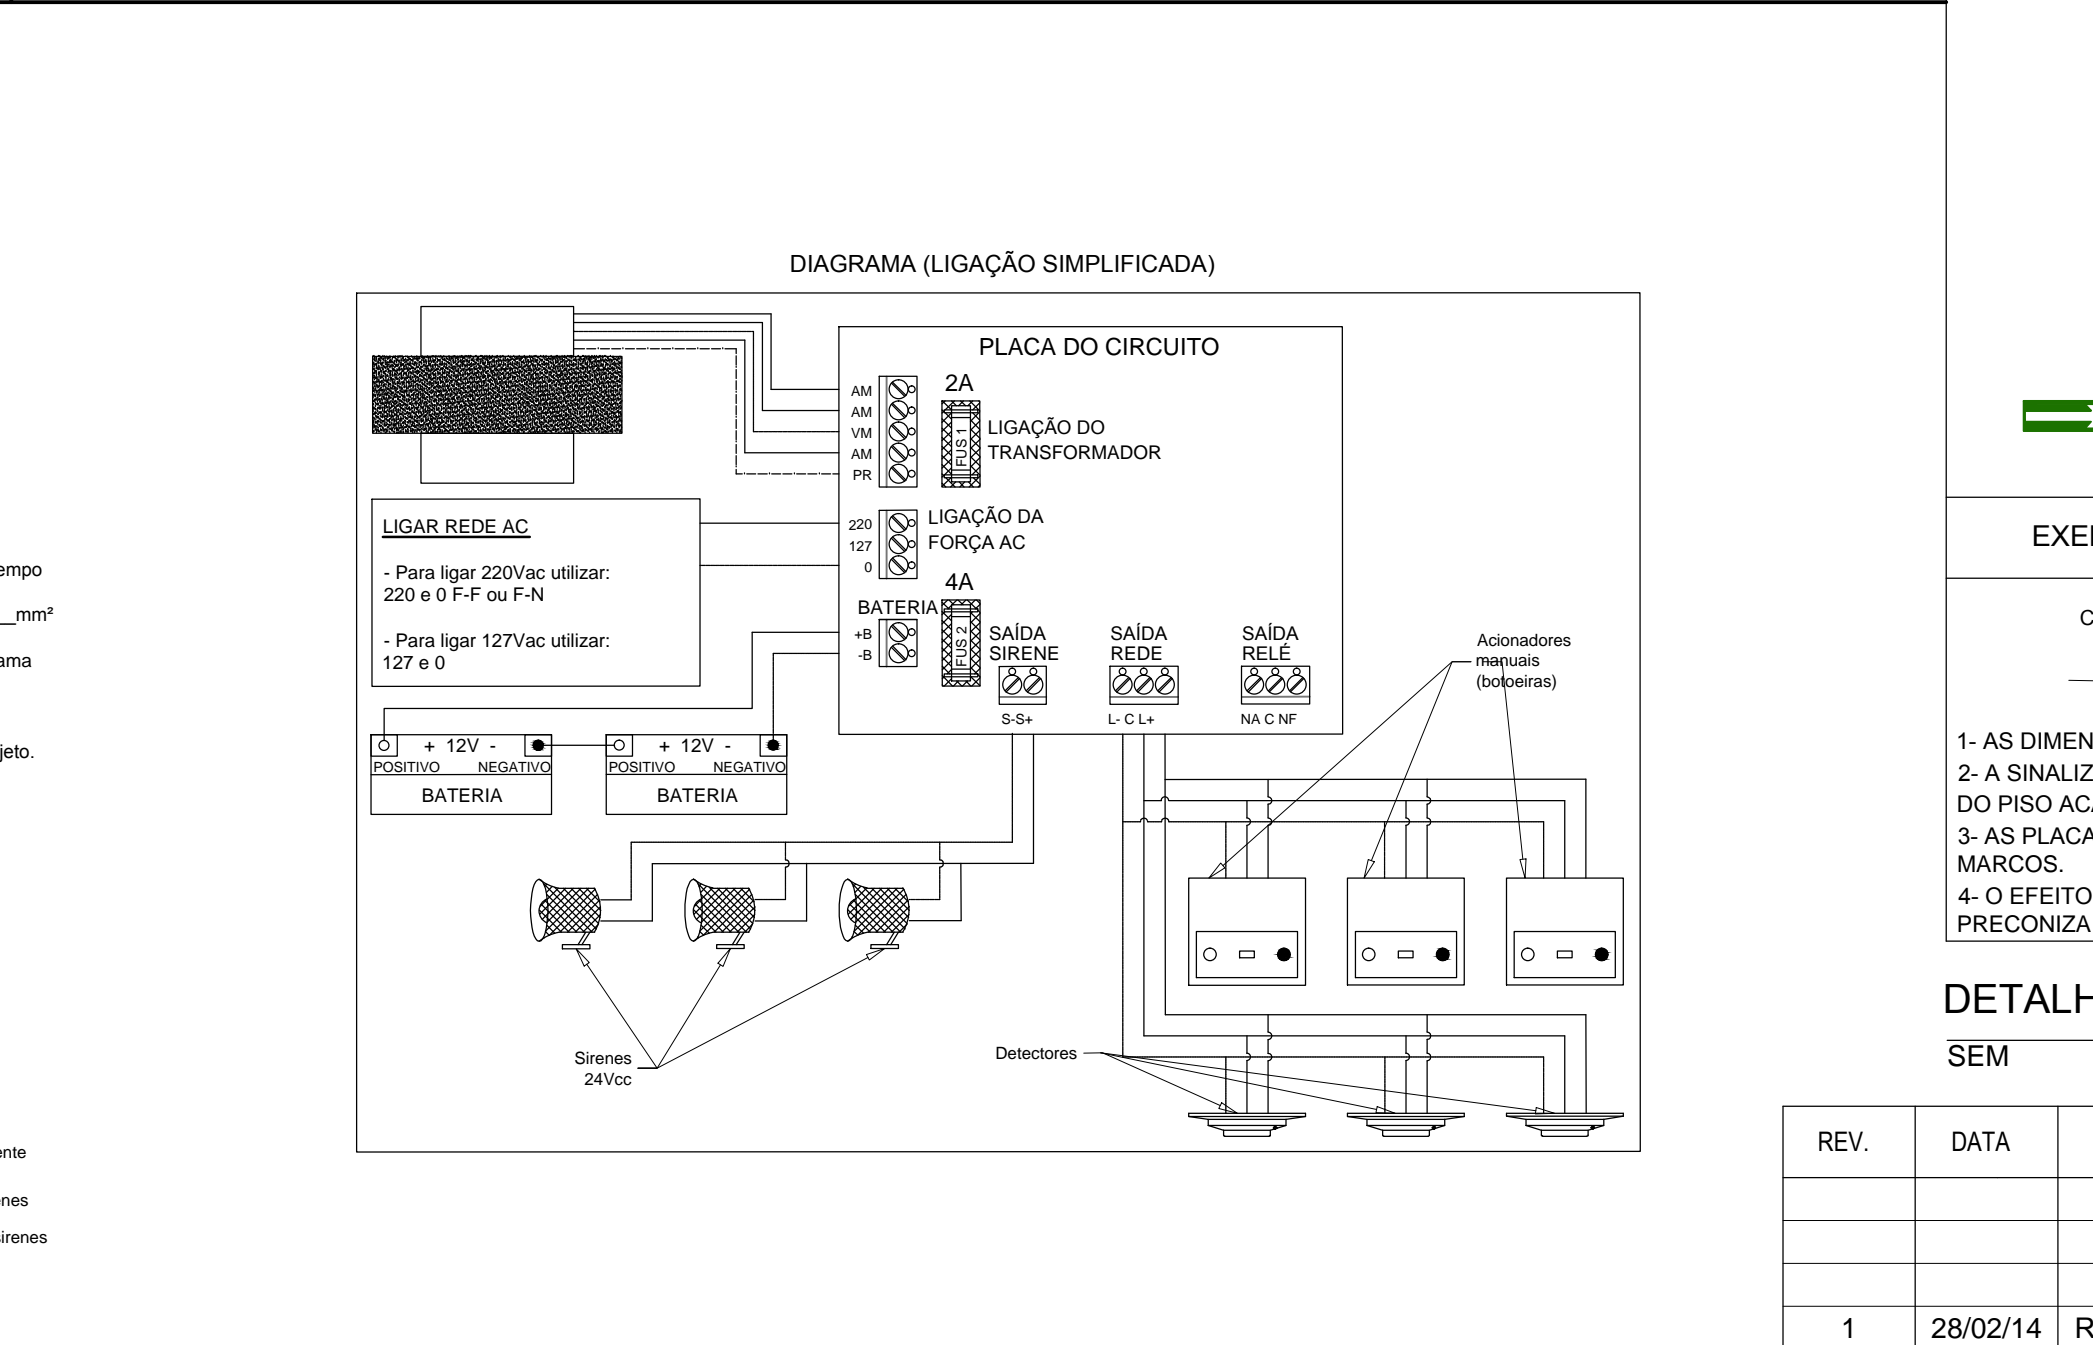 DIAGRAMA (LIGAÇÃO SIMPLIFICADA)
PLACA DO CIRCUITO
AM
AM
VM
AM
PR
2A
FUS 1
LIGAÇÃO DO
TRANSFORMADOR
LIGAR REDE AC
- Para ligar 220Vac utilizar:
220 e 0 F-F ou F-N
- Para ligar 127Vac utilizar:
127 e 0
220
127
0
LIGAÇÃO DA
FORÇA AC
4A
BATERIA
+B
-B
FUS 2
SAÍDA
SIRENE
S-S+
SAÍDA
REDE
L- C L+
SAÍDA
RELÉ
NA C NF
Acionadores
manuais
(botoeiras)
+ 12V -
POSITIVO NEGATIVO
BATERIA
+ 12V -
POSITIVO NEGATIVO
BATERIA
Sirenes
24Vcc
Detectores
empo
__mm²
ama
jeto.
ente
enes
sirenes
EXE
C
1- AS DIMEN
2- A SINALIZ
DO PISO ACA
3- AS PLACA
MARCOS.
4- O EFEITO
PRECONIZA
DETALH
SEM
REV. DATA
1 28/02/14 R